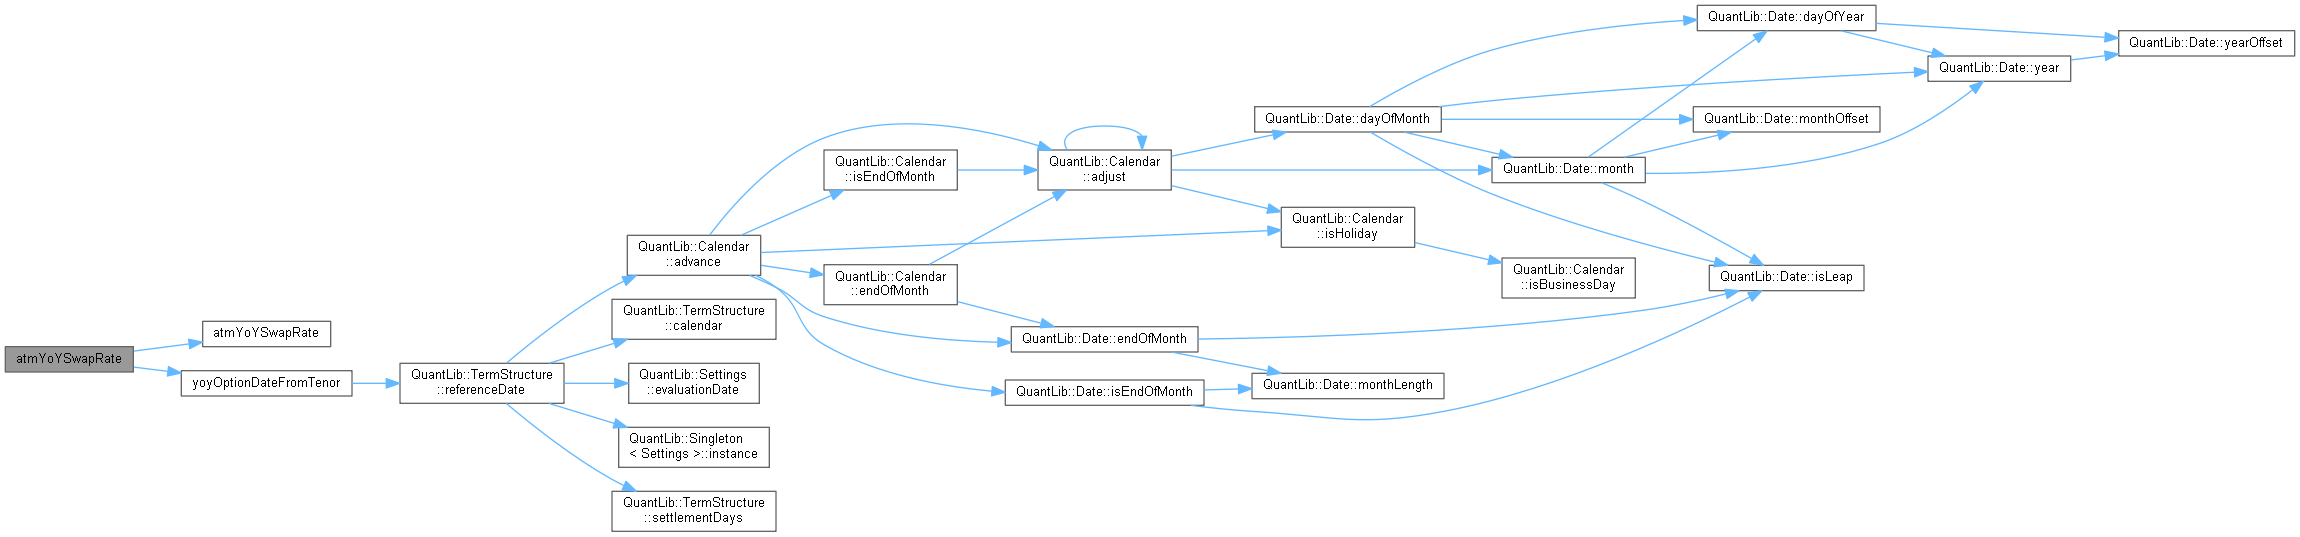 atmYoYSwapRate
atmYoYSwapRate
yoyOptionDateFromTenor
QuantLib::TermStructure
::referenceDate
QuantLib::Calendar
::advance
QuantLib::TermStructure
::calendar
QuantLib::Settings
::evaluationDate
QuantLib::Singleton
< Settings >::instance
QuantLib::TermStructure
::settlementDays
QuantLib::Calendar
::isEndOfMonth
QuantLib::Calendar
::endOfMonth
QuantLib::Calendar
::adjust
QuantLib::Date::endOfMonth
QuantLib::Date::isEndOfMonth
QuantLib::Date::dayOfMonth
QuantLib::Calendar
::isHoliday
QuantLib::Date::monthLength
QuantLib::Date::month
QuantLib::Calendar
::isBusinessDay
QuantLib::Date::dayOfYear
QuantLib::Date::monthOffset
QuantLib::Date::isLeap
QuantLib::Date::year
QuantLib::Date::yearOffset